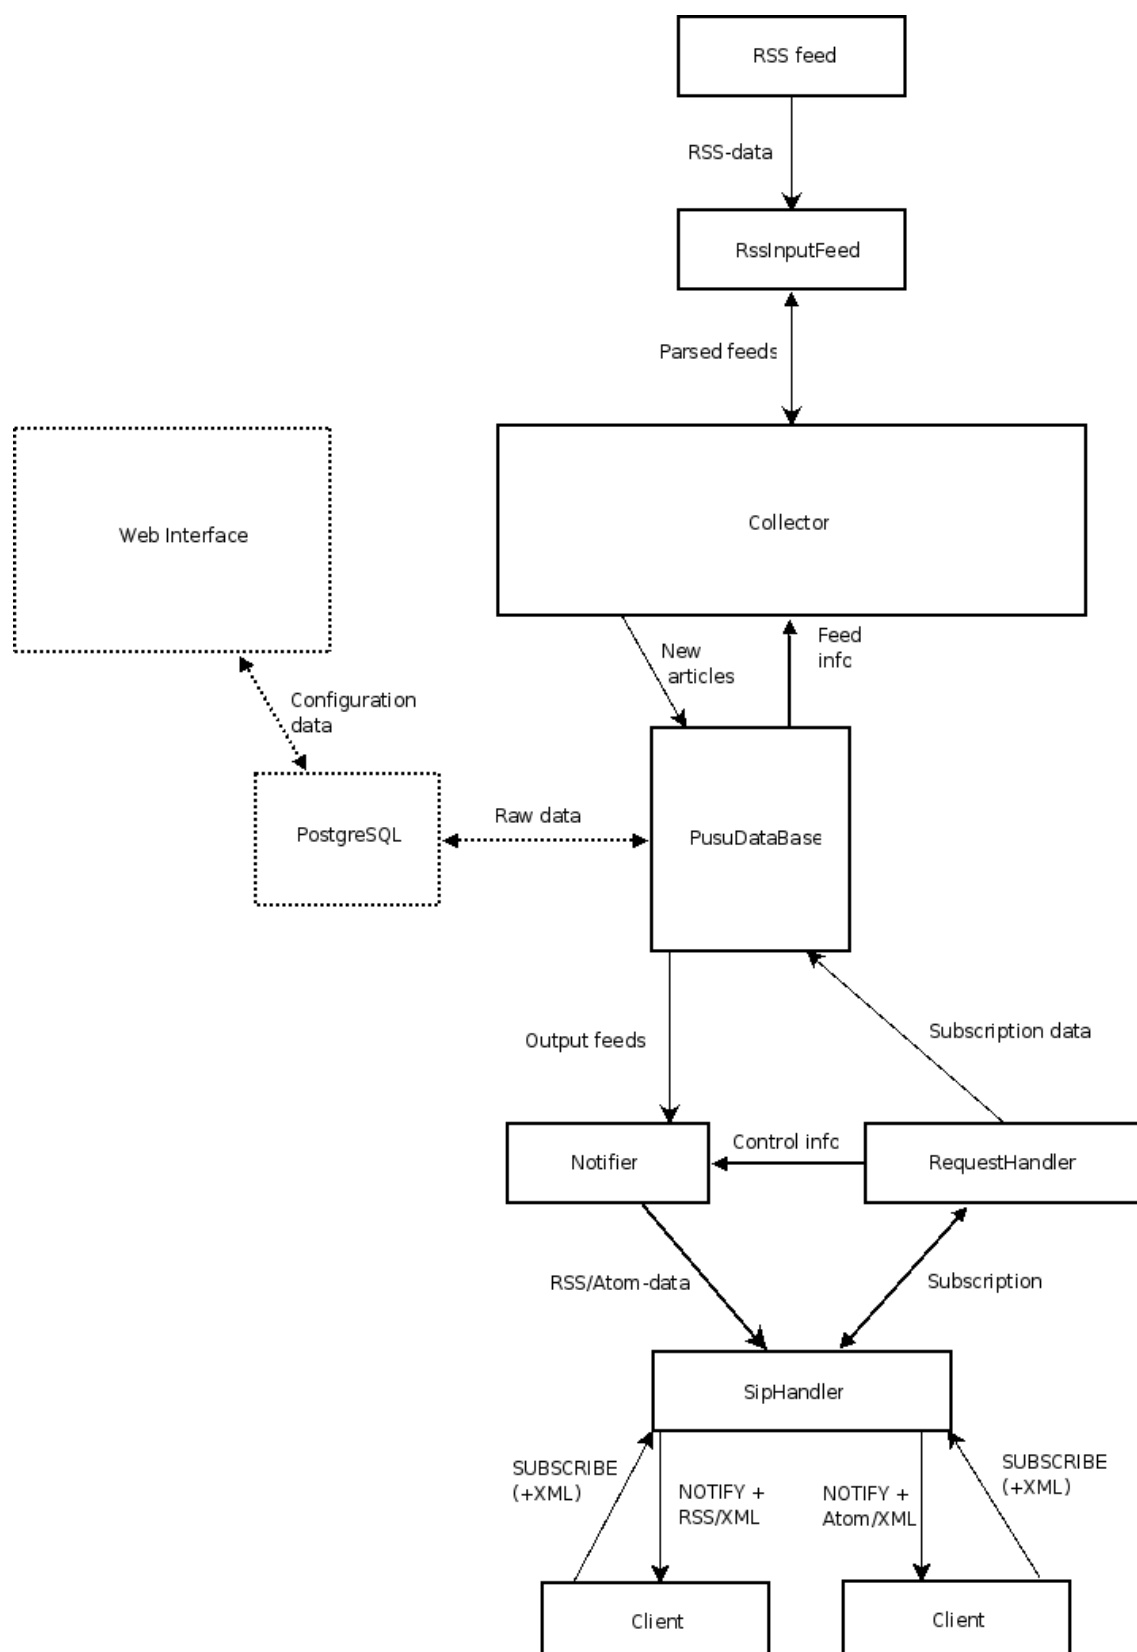 RSS feed
RSS-data
RssInputFeed
Parsed feeds
Collector
Web Interface
New
articles
Feed
info
Configuration
data
PostgreSQL
Raw data
PusuDataBase
Output feeds
Subscription data
Notifier
Control info
RequestHandler
RSS/Atom-data
Subscription
SipHandler
SUBSCRIBE
(+XML)
NOTIFY +
RSS/XML
NOTIFY +
Atom/XML
SUBSCRIBE
(+XML)
Client
Client